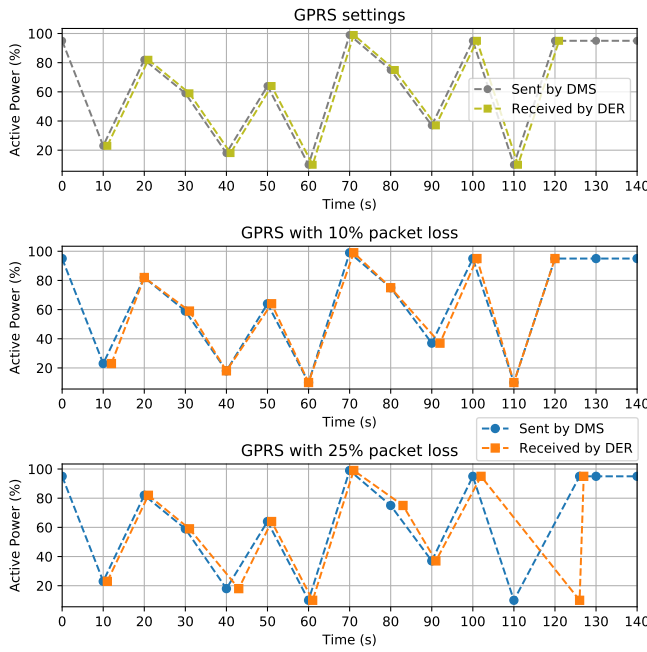 GPRS settings
100
80
60
40
20
Active Power (%)
Sent by DMS
Received by DER
0 10 20 30 40 50 60 70 80 90 100 110 120 130 140
Time (s)
GPRS with 10% packet loss
100
80
60
40
20
Active Power (%)
0 10 20 30 40 50 60 70 80 90 100 110 120 130 140
Time (s)
Sent by DMS
Received by DER
GPRS with 25% packet loss
100
80
60
40
20
Active Power (%)
0 10 20 30 40 50 60 70 80 90 100 110 120 130 140
Time (s)